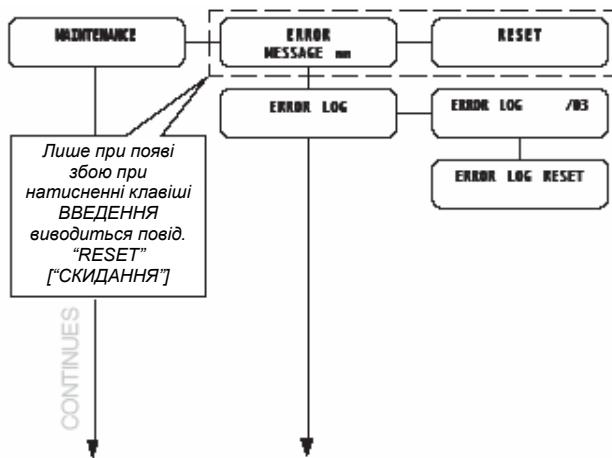 MAINTENANCE
ERROR
MESSAGE nn
RESET
ERROR LOG
ERROR LOG /03
ERROR LOG RESET
Лише при появі
збою при
натисненні клавіші
ВВЕДЕННЯ
виводиться повід.
“RESET”
[“СКИДАННЯ”]
CONTINUES